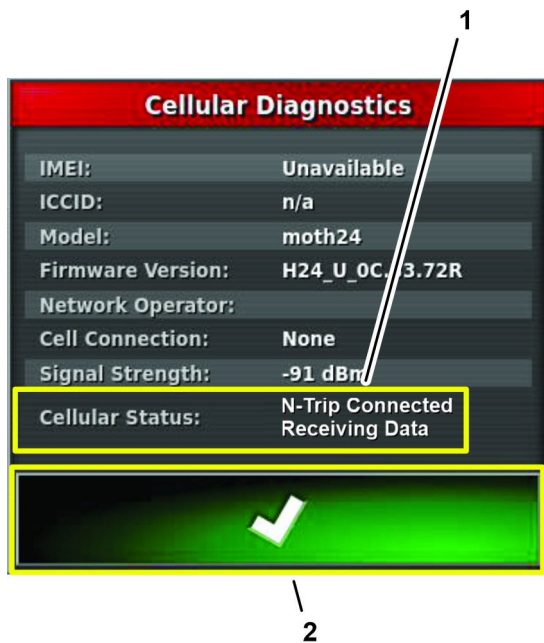 1
Cellular Diagnostics
IMEI: Unavailable
ICCID: n/a
Model: moth24
Firmware Version: H24_U_0C. 3.72R
Network Operator:
Cell Connection: None
Signal Strength: -91 dBm
Cellular Status: N-Trip Connected
Receiving Data
2